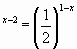 x−2 = (1/2)^{1−x}